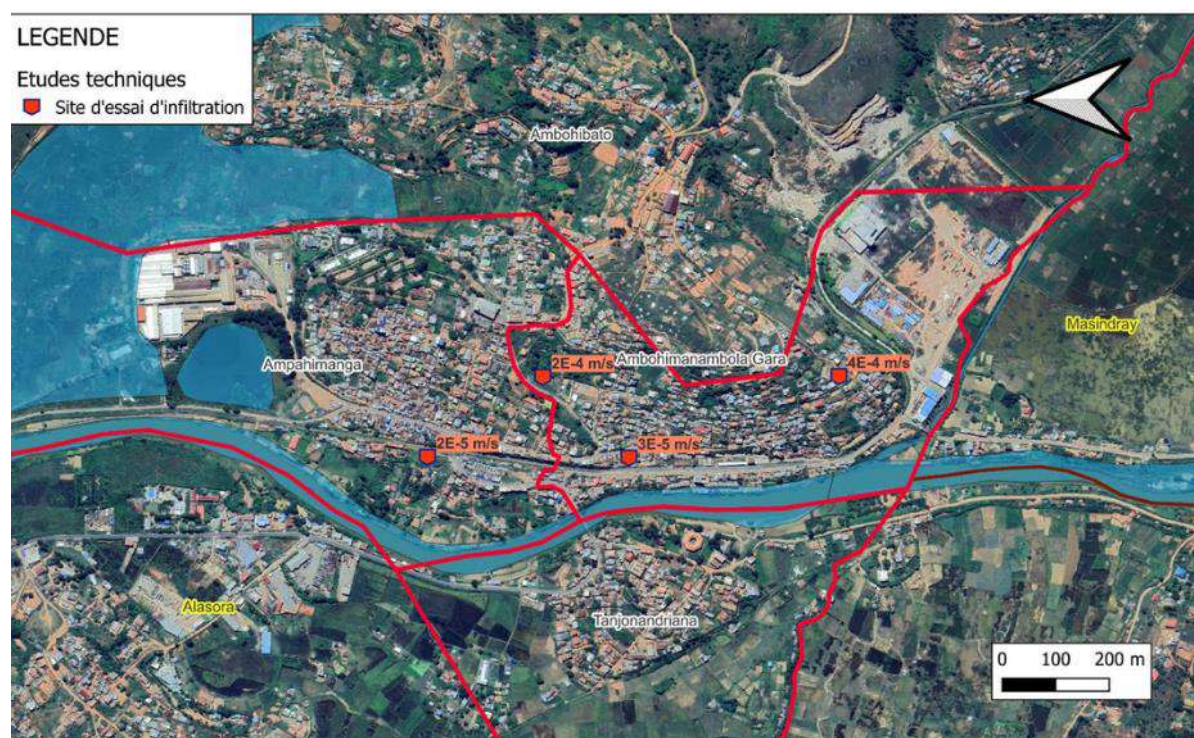 LEGENDE
Etudes techniques
Site d'essai d'infiltration
Ambohibato
Masindray
Ambohimanambola Gara
Ampahimanga
2E-4 m/s
4E-4 m/s
2E-5 m/s
3E-5 m/s
Alasora
Tanjonandriana
0 100 200 m